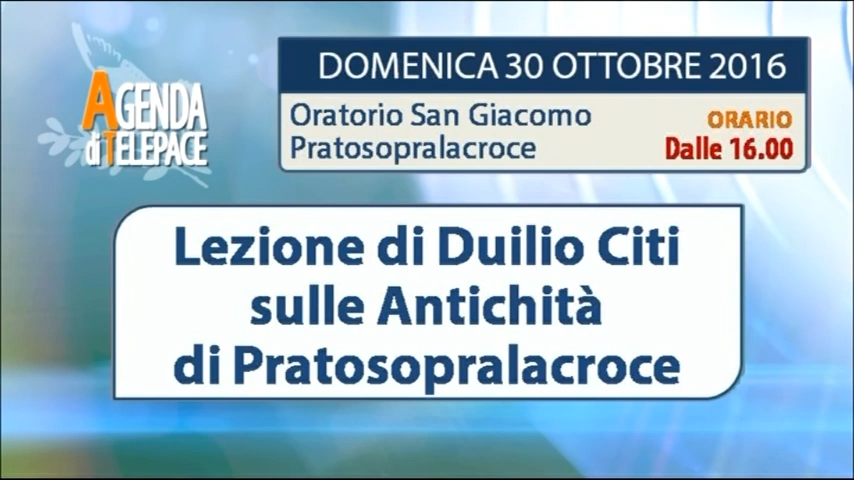 AGENDA
di TELEPACE
DOMENICA 30 OTTOBRE 2016
Oratorio San Giacomo
Pratosopralacroce
ORARIO
Dalle 16.00
Lezione di Duilio Citi
sulle Antichità
di Pratosopralacroce